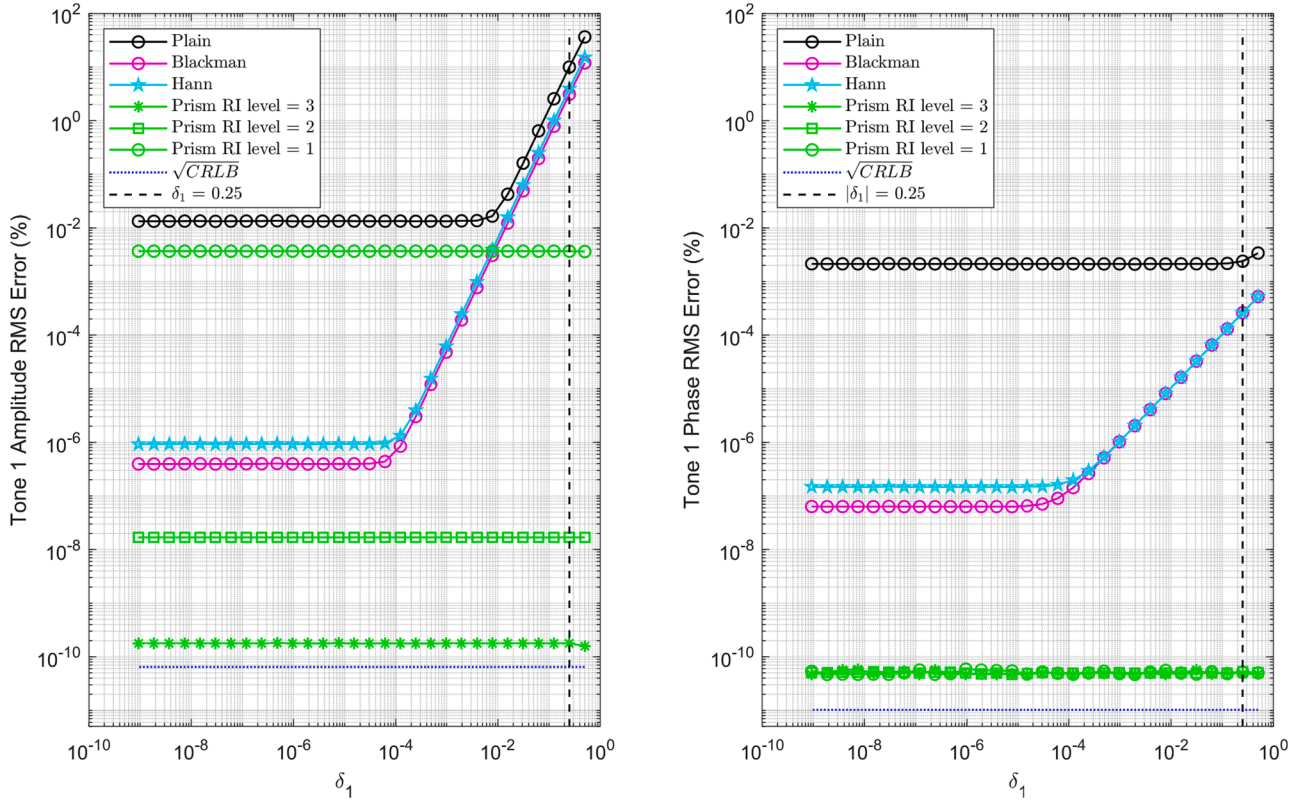 10^2
10^0
10^-2
10^-4
10^-6
10^-8
10^-10
Tone 1 Amplitude RMS Error (%)
Plain
Blackman
Hann
Prism RI level = 3
Prism RI level = 2
Prism RI level = 1
√CRLB
δ1 = 0.25
10^-10 10^-8 10^-6 10^-4 10^-2 10^0
δ1
10^2
10^0
10^-2
10^-4
10^-6
10^-8
10^-10
Tone 1 Phase RMS Error (%)
Plain
Blackman
Hann
Prism RI level = 3
Prism RI level = 2
Prism RI level = 1
√CRLB
|δ1| = 0.25
10^-10 10^-8 10^-6 10^-4 10^-2 10^0
δ1